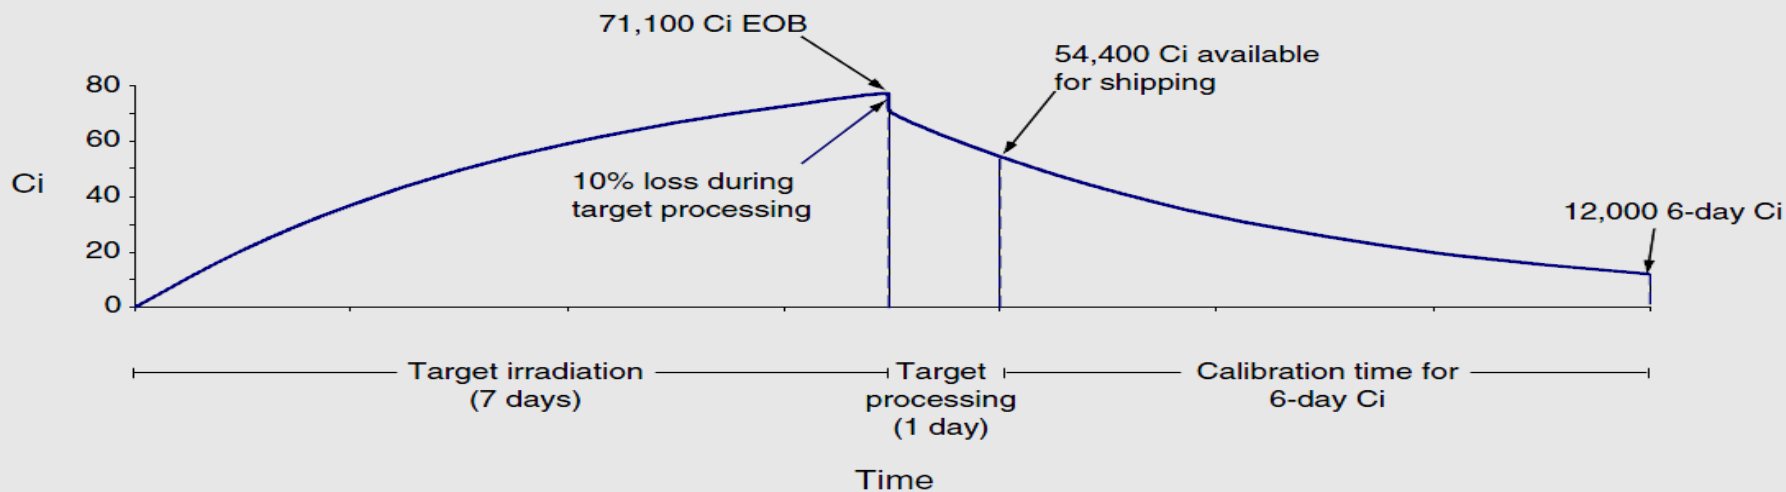 71,100 Ci EOB
54,400 Ci available
for shipping
80
60
Ci
40
10% loss during
target processing
12,000 6-day Ci
20
0
Target irradiation
(7 days)
Target
processing
(1 day)
Calibration time for
6-day Ci
Time